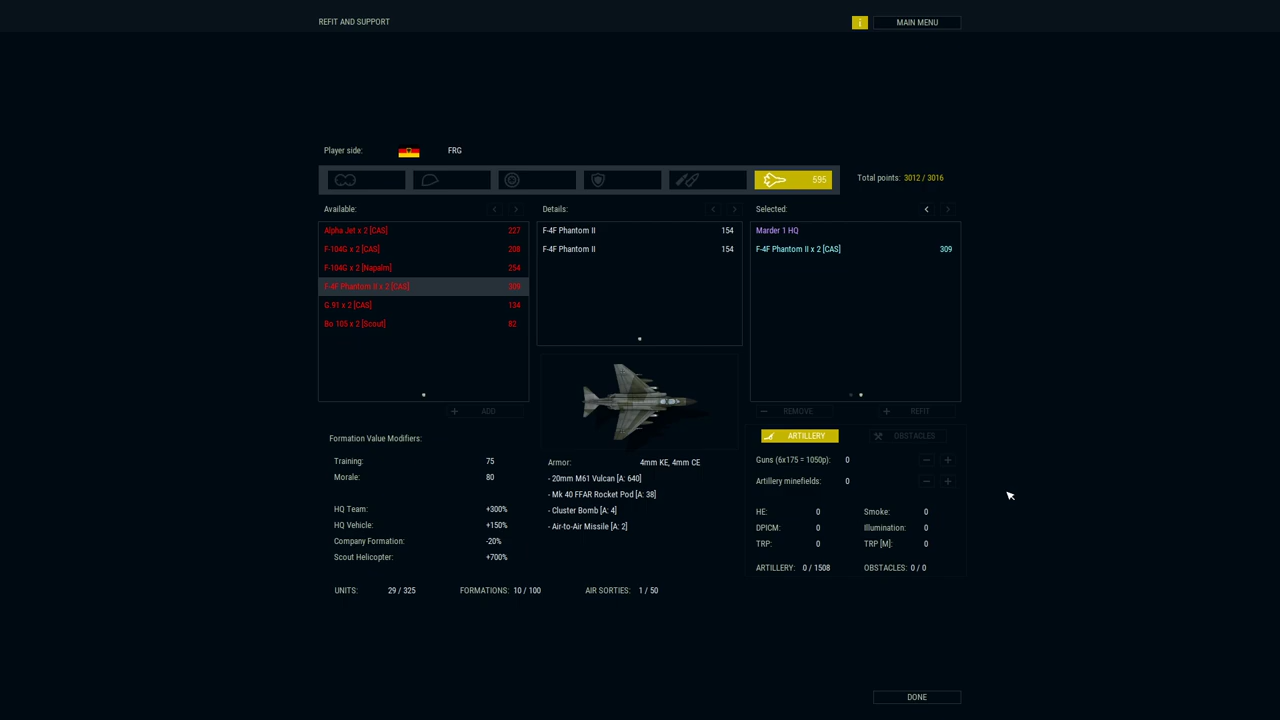 REFIT AND SUPPORT
i
MAIN MENU
Player side: FRG
595
Total points: 3012 / 3016
Available:
Details:
Selected:
Alpha Jet x 2 [CAS] 227
F-104G x 2 [CAS] 208
F-104G x 2 [Napalm] 254
F-4F Phantom II x 2 [CAS] 309
G.91 x 2 [CAS] 134
Bo 105 x 2 [Scout] 82
F-4F Phantom II 154
F-4F Phantom II 154
Marder 1 HQ
F-4F Phantom II x 2 [CAS] 309
+ ADD
− REMOVE
+ REFIT
Formation Value Modifiers:
Training: 75
Morale: 80
HQ Team: +300%
HQ Vehicle: +150%
Company Formation: -20%
Scout Helicopter: +700%
Armor: 4mm KE, 4mm CE
- 20mm M61 Vulcan [A: 640]
- Mk 40 FFAR Rocket Pod [A: 38]
- Cluster Bomb [A: 4]
- Air-to-Air Missile [A: 2]
ARTILLERY
OBSTACLES
Guns (6x175 = 1050p): 0
Artillery minefields: 0
HE: 0 Smoke: 0
DPICM: 0 Illumination: 0
TRP: 0 TRP [M]: 0
ARTILLERY: 0 / 1508 OBSTACLES: 0 / 0
UNITS: 29 / 325 FORMATIONS: 10 / 100 AIR SORTIES: 1 / 50
DONE